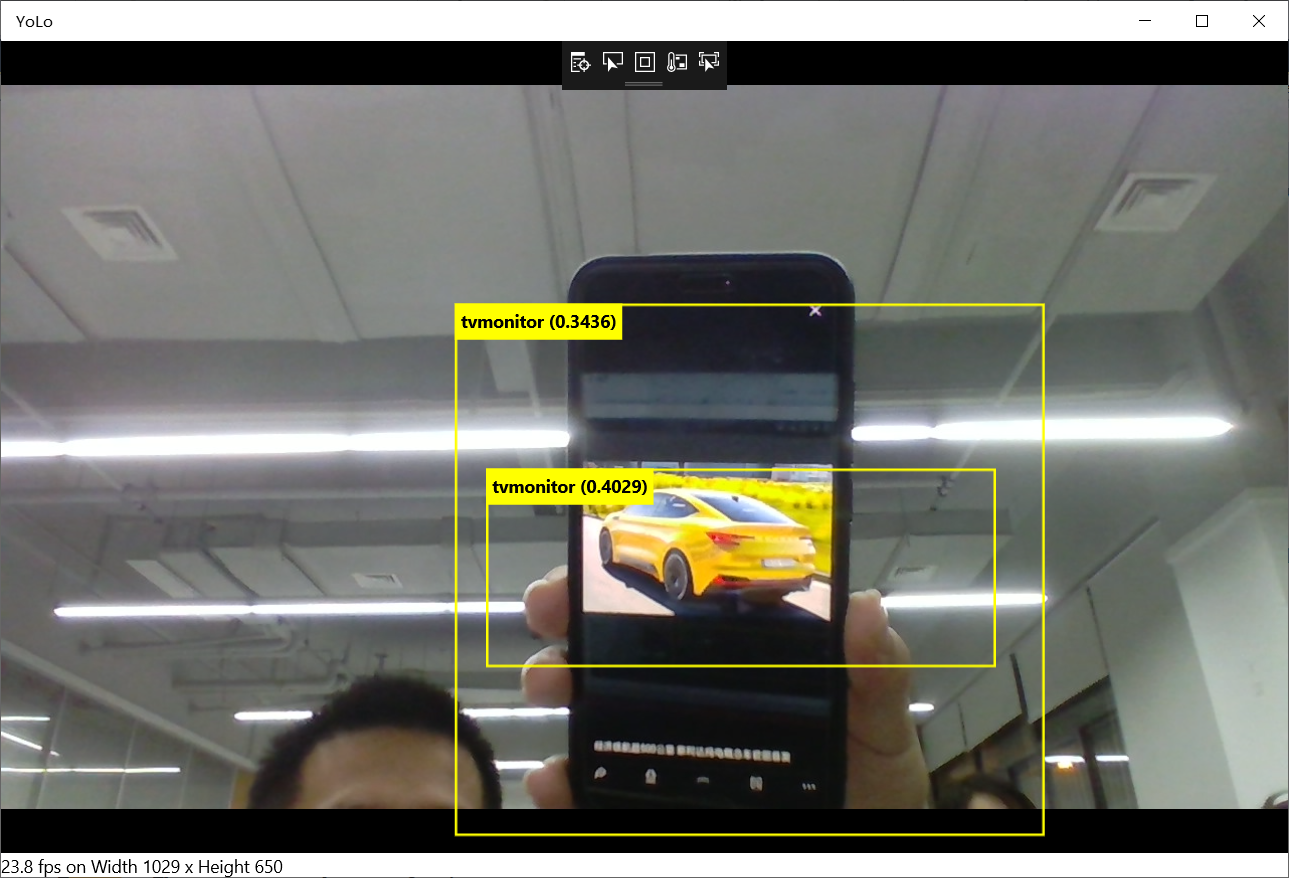 YoLo
tvmonitor (0.3436)
tvmonitor (0.4029)
23.8 fps on Width 1029 x Height 650